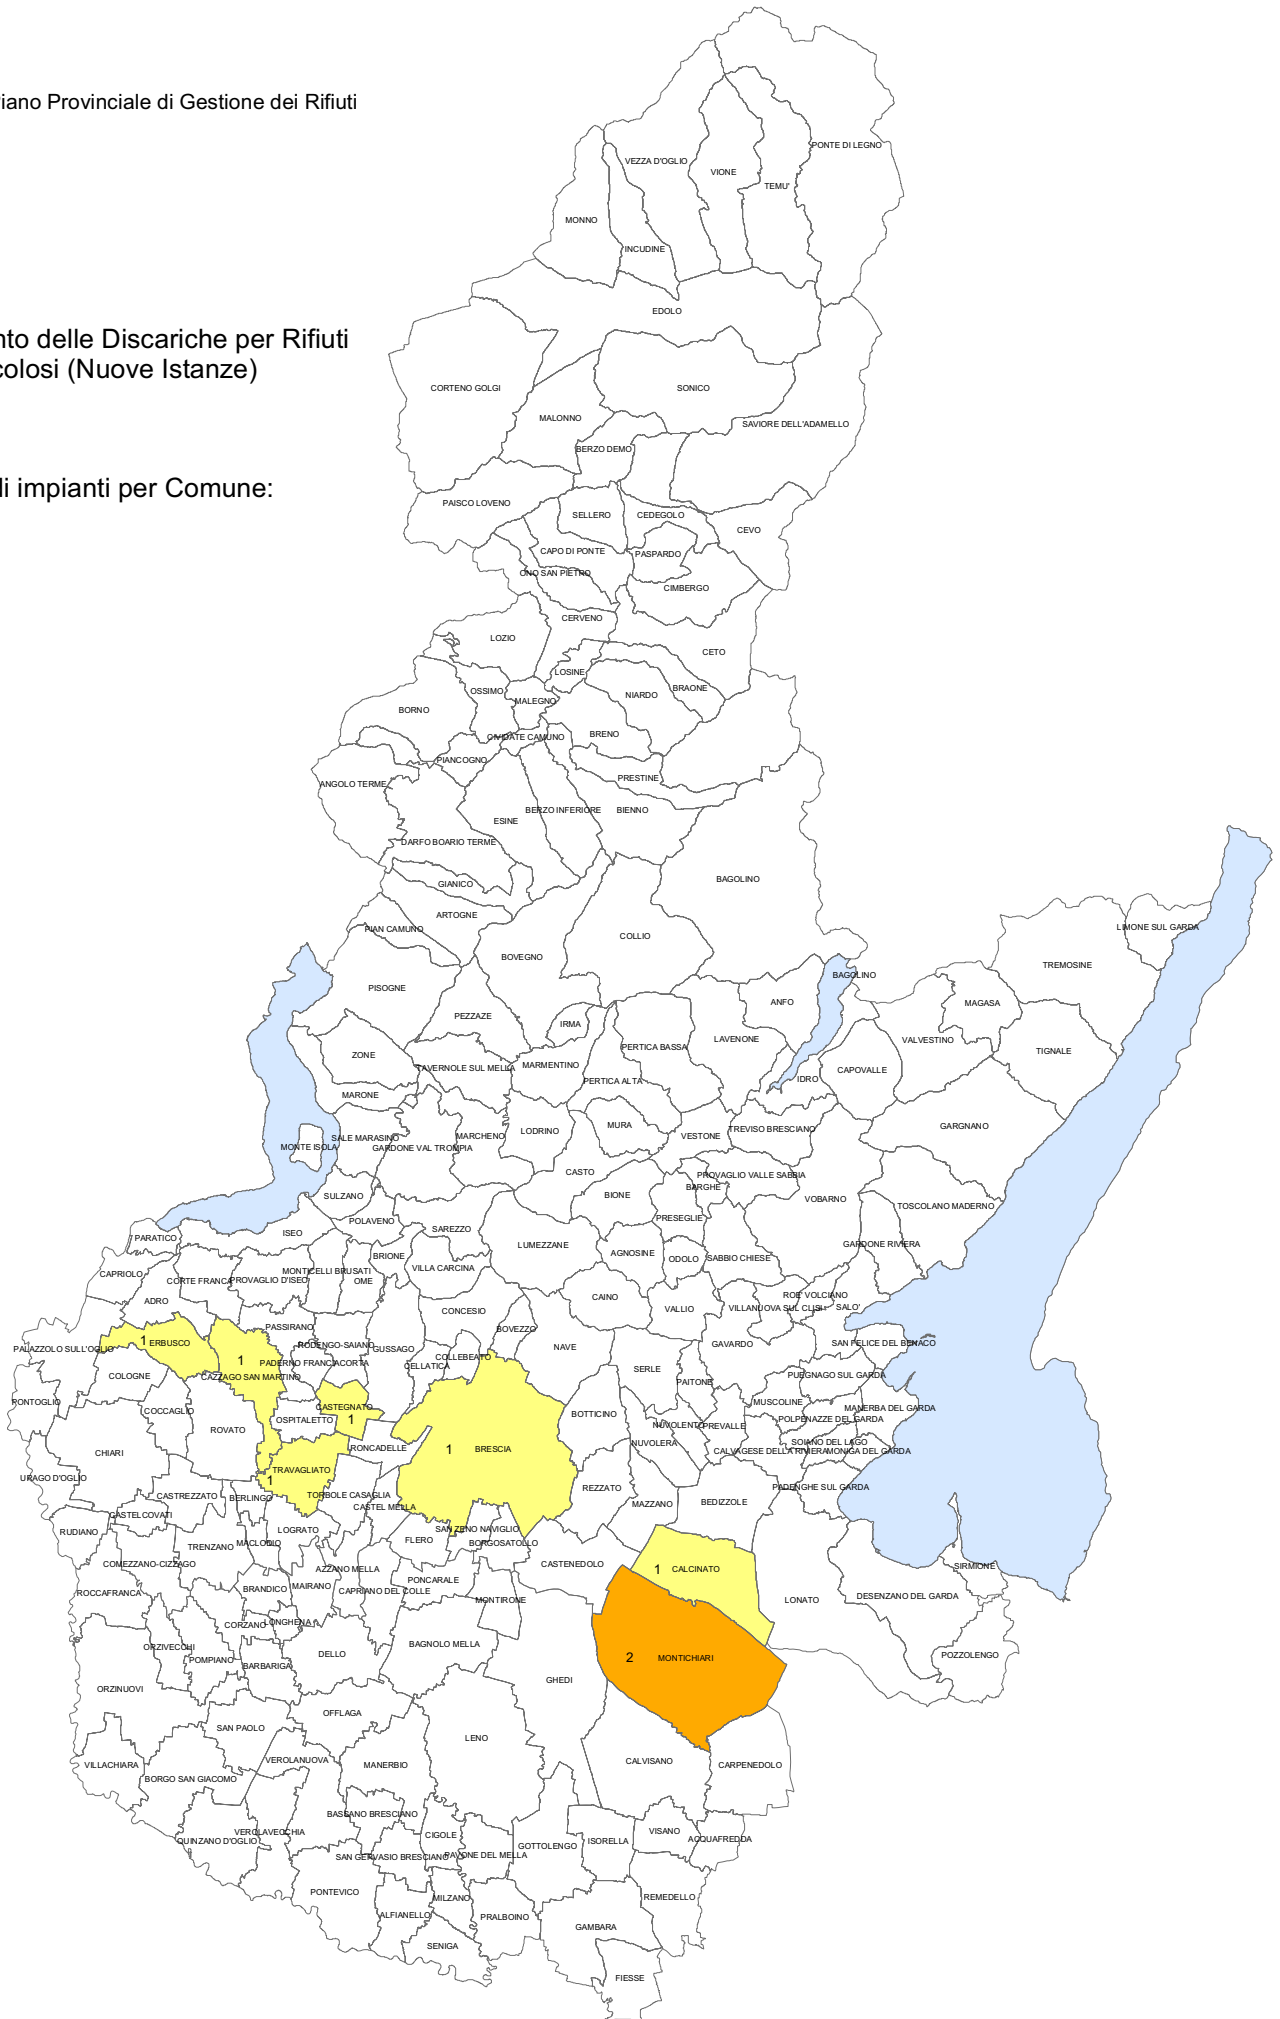 iano Provinciale di Gestione dei Rifiuti
nto delle Discariche per Rifiuti
colosi (Nuove Istanze)
li impianti per Comune:
PONTE DI LEGNO
VEZZA D'OGLIO
VIONE
TEMU'
MONNO
INCUDINE
EDOLO
CORTENO GOLGI
SONICO
MALONNO
SAVIORE DELL'ADAMELLO
BERZO DEMO
PAISCO LOVENO
SELLERO
CEDEGOLO
CEVO
CAPO DI PONTE
PASPARDO
ONO SAN PIETRO
CIMBERGO
CERVENO
LOZIO
CETO
LOSINE
BRAONE
OSSIMO
NIARDO
MALEGNO
BORNO
BRENO
CIVIDATE CAMUNO
PIANCOGNO
PRESTINE
ANGOLO TERME
BERZO INFERIORE
BIENNO
ESINE
DARFO BOARIO TERME
BAGOLINO
GIANICO
ARTOGNE
PIAN CAMUNO
COLLIO
LIMONE SUL GARDA
BOVEGNO
TREMOSINE
BAGOLINO
PISOGNE
ANFO
MAGASA
PEZZAZE
IRMA
LAVENONE
VALVESTINO
PERTICA BASSA
TIGNALE
ZONE
TAVERNOLE SUL MELLA
MARMENTINO
CAPOVALLE
IDRO
PERTICA ALTA
MARONE
MURA
LODRINO
TREVISO BRESCIANO
GARGNANO
SALE MARASINO
MARCHENO
VESTONE
MONTE ISOLA
GARDONE VAL TROMPIA
CASTO
PROVAGLIO VALLE SABBIA
BARGHE
SULZANO
BIONE
VOBARNO
TOSCOLANO MADERNO
POLAVENO
PRESEGLIE
SAREZZO
ISEO
PARATICO
LUMEZZANE
GARDONE RIVIERA
BRIONE
AGNOSINE
ODOLO
SABBIO CHIESE
VILLA CARCINA
CAPRIOLO
MONTICELLI BRUSATI
CORTE FRANCA
PROVAGLIO D'ISEO
OME
CAINO
ROE' VOLCIANO
ADRO
CONCESIO
VALLIO
VILLANUOVA SUL CLISI
SALO'
PASSIRANO
BOVEZZO
1 ERBUSCO
RODENGO-SAIANO
GUSSAGO
NAVE
GAVARDO
SAN FELICE DEL BENACO
PALAZZOLO SULL'OGLIO
1
PADERNO FRANCIACORTA
COLLEBEATO
CELLATICA
SERLE
COLOGNE
CAZZAGO SAN MARTINO
PAITONE
PUEGNAGO SUL GARDA
PONTOGLIO
MUSCOLINE
COCCAGLIO
CASTEGNATO
MANERBA DEL GARDA
BOTTICINO
OSPITALETTO
1
POLPENAZZE DEL GARDA
ROVATO
NUVOLENTO
PREVALLE
NUVOLERA
SOIANO DEL LAGO
CHIARI
RONCADELLE
1 BRESCIA
CALVAGESE DELLA RIVIERA
MONIGA DEL GARDA
TRAVAGLIATO
URAGO D'OGLIO
1
REZZATO
PADENGHE SUL GARDA
CASTREZZATO
BERLINGO
TORBOLE CASAGLIA
MAZZANO
BEDIZZOLE
CASTEL MELLA
CASTELCOVATI
RUDIANO
LOGRATO
SAN ZENO NAVIGLIO
FLERO
BORGOSATOLLO
TRENZANO
MACLODIO
COMEZZANO-CIZZAGO
CASTENEDOLO
SIRMIONE
AZZANO MELLA
1 CALCINATO
PONCARALE
BRANDICO
MAIRANO
CAPRIANO DEL COLLE
ROCCAFRANCA
MONTIRONE
LONATO
DESENZANO DEL GARDA
CORZANO
LONGHENA
ORZIVECCHI
BAGNOLO MELLA
DELLO
POMPIANO
BARBARIGA
2 MONTICHIARI
POZZOLENGO
GHEDI
ORZINUOVI
OFFLAGA
SAN PAOLO
LENO
VEROLANUOVA
VILLACHIARA
MANERBIO
CALVISANO
CARPENEDOLO
BORGO SAN GIACOMO
BASSANO BRESCIANO
VEROLAVECCHIA
VISANO
CIGOLE
QUINZANO D'OGLIO
ISORELLA
ACQUAFREDDA
GOTTOLENGO
SAN GERVASIO BRESCIANO
PAVONE DEL MELLA
PONTEVICO
MILZANO
REMEDELLO
ALFIANELLO
PRALBOINO
GAMBARA
SENIGA
FIESSE